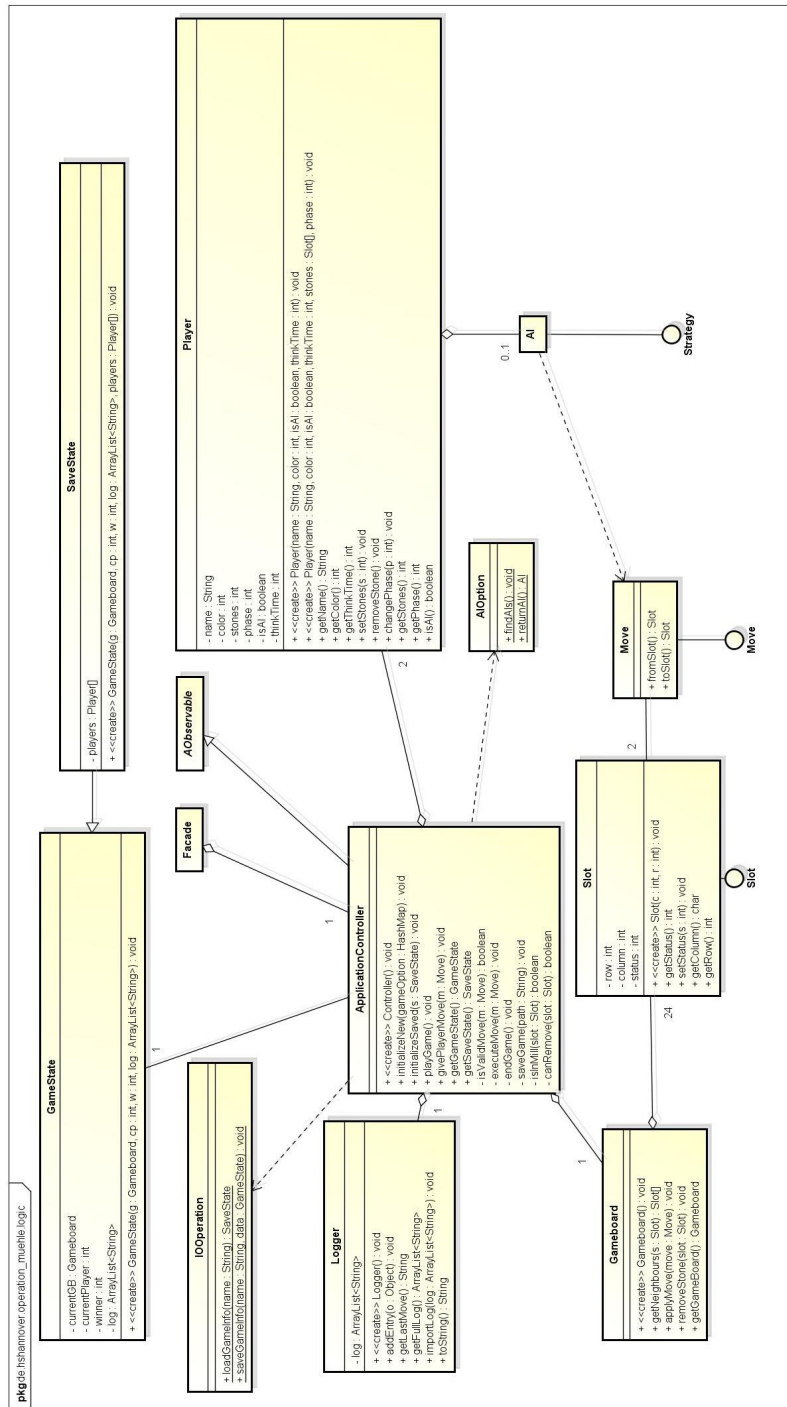 pkg de.hshannover.operation_muehle.logic
GameState
- currentGB : Gameboard
- currentPlayer : int
- winner : int
- log : ArrayList<String>
+ <<create>> GameState(g : Gameboard, cp : int, w : int, log : ArrayList<String>) : void
SaveState
- players : Player[]
+ <<create>> GameState(g : Gameboard, cp : int, w : int, log : ArrayList<String>, players : Player[]) : void
IOOperation
+ loadGameInfo(name : String) : SaveState
+ saveGameInfo(name : String, data : GameState) : void
1
Facade
AObservable
Player
- name : String
- color : int
- stones : int
- phase : int
- isAI : boolean
- thinkTime : int
+ <<create>> Player(name : String, color : int, isAI : boolean, thinkTime : int) : void
+ <<create>> Player(name : String, color : int, isAI : boolean, thinkTime : int, stones : Slot[], phase : int) : void
+ getName() : String
+ getColor() : int
+ getThinkTime() : int
+ setStones(s : int) : void
+ removeStone() : void
+ changePhase(p : int) : void
+ getStones() : int
+ getPhase() : int
+ isAI() : boolean
1
2
Logger
- log : ArrayList<String>
+ <<create>> Logger() : void
+ addEntry(o : Object) : void
+ getLastMove() : String
+ getFullLog() : ArrayList<String>
+ importLog(log : ArrayList<String>) : void
+ toString() : String
1
ApplicationController
+ <<create>> Controller() : void
+ initializeNew(gameOption : HashMap) : void
+ initializeSaved(s : SaveState) : void
+ playGame() : void
+ givePlayerMove(m : Move) : void
+ getGameState() : GameState
+ getSaveState() : SaveState
- isValidMove(m : Move) : boolean
- executeMove(m : Move) : void
- endGame() : void
- saveGame(path : String) : void
- isInMill(slot : Slot) : boolean
- canRemove(slot : Slot) : boolean
AIOption
+ findAIs() : void
+ returnAI() : AI
0..1
AI
Strategy
1
Gameboard
+ <<create>> Gameboard() : void
+ getNeighbours(s : Slot) : Slot[]
+ applyMove(move : Move) : void
+ removeStone(slot : Slot) : void
+ getGameBoard() : Gameboard
24
Slot
- row : int
- column : int
- status : int
+ <<create>> Slot(c : int, r : int) : void
+ getStatus() : int
+ setStatus(s : int) : void
+ getColumn() : char
+ getRow() : int
2
Move
+ fromSlot() : Slot
+ toSlot() : Slot
Slot
Move